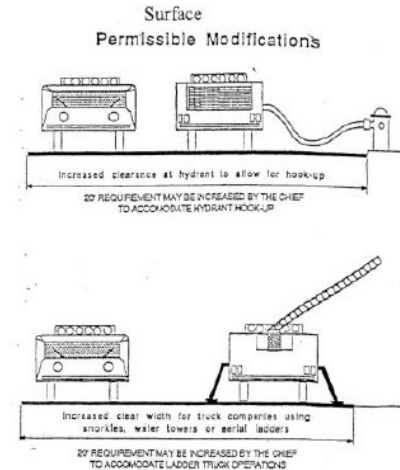 Surface
Permissible Modifications
Increased clearance at hydrant to allow for hook-up
20' REQUIREMENT MAY BE INCREASED BY THE CHIEF
TO ACCOMODATE HYDRANT HOOK-UP
Increased clear width for truck companies using
snorkles, water towers or aerial ladders
20' REQUIREMENT MAY BE INCREASED BY THE CHIEF
TO ACCOMODATE LADDER TRUCK OPERATIONS